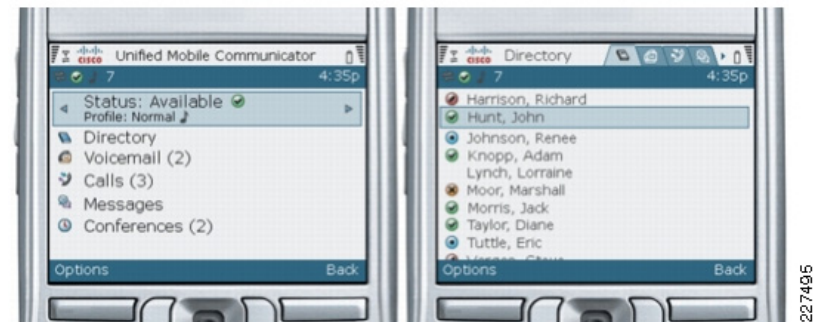 cisco Unified Mobile Communicator
7 4:35p
Status: Available
Profile: Normal
Directory
Voicemail (2)
Calls (3)
Messages
Conferences (2)
Options Back
cisco Directory
7 4:35p
Harrison, Richard
Hunt, John
Johnson, Renee
Knopp, Adam
Lynch, Lorraine
Moor, Marshall
Morris, Jack
Taylor, Diane
Tuttle, Eric
Options Back
227495